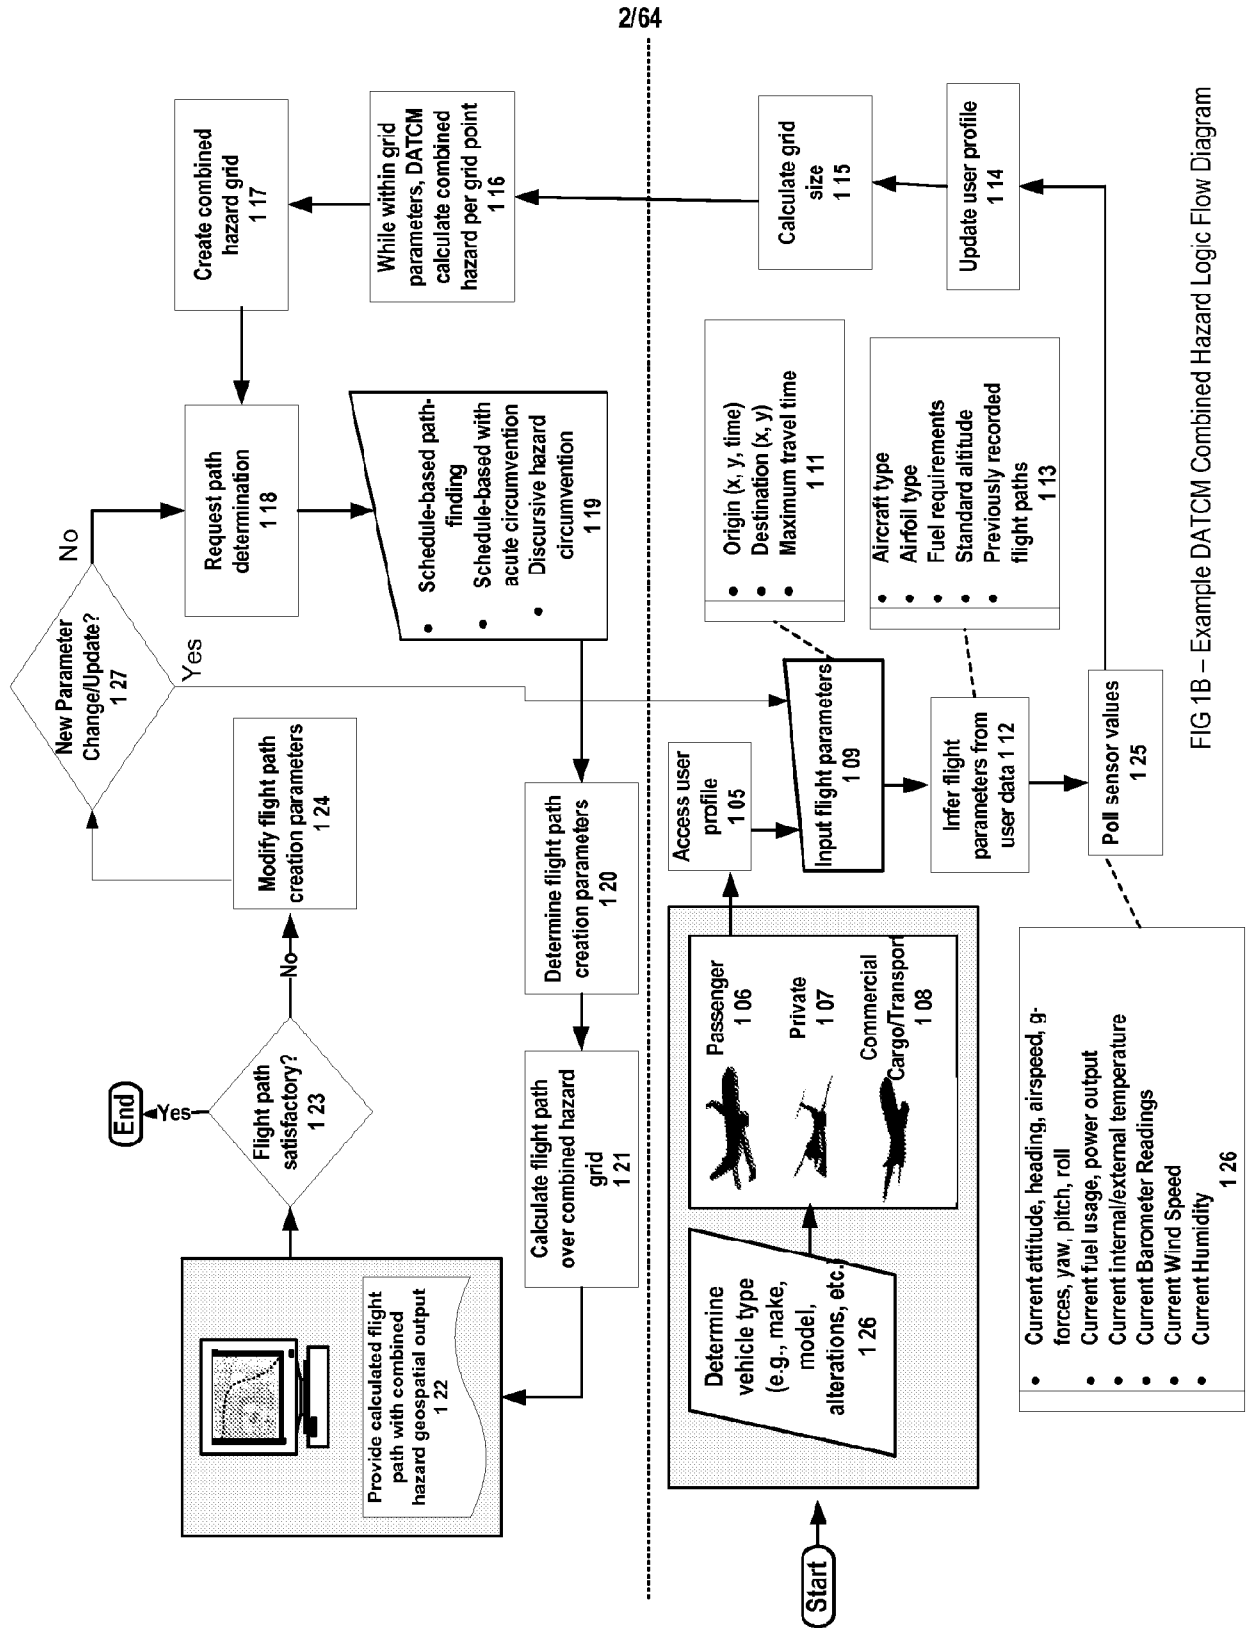 2/64
Start
Determine
vehicle type
(e.g., make,
model,
alterations, etc.
1 26
Passenger
1 06
Private
1 07
Commercial
Cargo/Transport
1 08
Access user
profile
1 05
Input flight parameters
1 09
Origin (x, y, time)
Destination (x, y)
Maximum travel time
1 11
Infer flight
parameters from
user data 1 12
Aircraft type
Airfoil type
Fuel requirements
Standard altitude
Previously recorded
flight paths
1 13
Poll sensor values
1 25
Current attitude, heading, airspeed, g-
forces, yaw, pitch, roll
Current fuel usage, power output
Current internal/external temperature
Current Barometer Readings
Current Wind Speed
Current Humidity
1 26
Update user profile
1 14
Calculate grid
size
1 15
While within grid
parameters, DATCM
calculate combined
hazard per grid point
1 16
Create combined
hazard grid
1 17
Request path
determination
1 18
Schedule-based path-
finding
Schedule-based with
acute circumvention
Discursive hazard
circumvention
1 19
Determine flight path
creation parameters
1 20
Calculate flight path
over combined hazard
grid
1 21
Provide calculated flight
path with combined
hazard geospatial output
1 22
Flight path
satisfactory?
1 23
Yes
End
No
Modify flight path
creation parameters
1 24
New Parameter
Change/Update?
1 27
No
Yes
FIG 1B – Example DATCM Combined Hazard Logic Flow Diagram